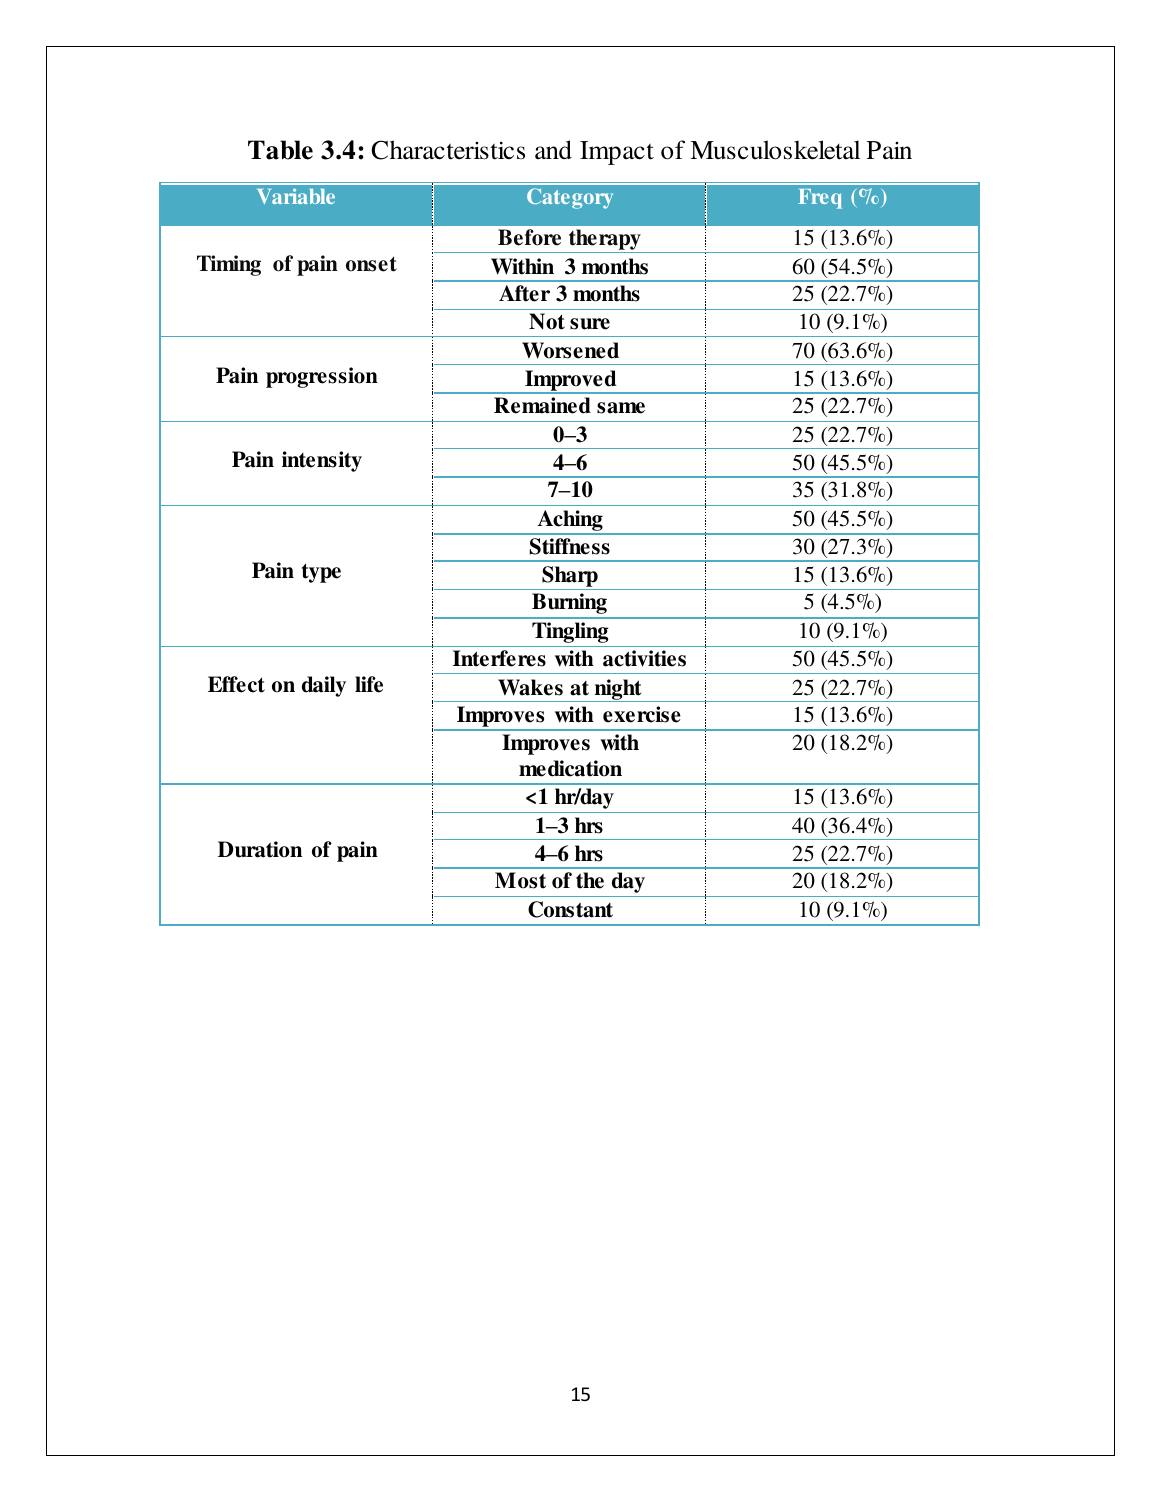 Table 3.4: Characteristics and Impact of Musculoskeletal Pain
Variable Category Freq (%)
Timing of pain onset
Before therapy 15 (13.6%)
Within 3 months 60 (54.5%)
After 3 months 25 (22.7%)
Not sure 10 (9.1%)
Pain progression
Worsened 70 (63.6%)
Improved 15 (13.6%)
Remained same 25 (22.7%)
Pain intensity
0–3 25 (22.7%)
4–6 50 (45.5%)
7–10 35 (31.8%)
Pain type
Aching 50 (45.5%)
Stiffness 30 (27.3%)
Sharp 15 (13.6%)
Burning 5 (4.5%)
Tingling 10 (9.1%)
Effect on daily life
Interferes with activities 50 (45.5%)
Wakes at night 25 (22.7%)
Improves with exercise 15 (13.6%)
Improves with 20 (18.2%)
medication
Duration of pain
<1 hr/day 15 (13.6%)
1–3 hrs 40 (36.4%)
4–6 hrs 25 (22.7%)
Most of the day 20 (18.2%)
Constant 10 (9.1%)
15